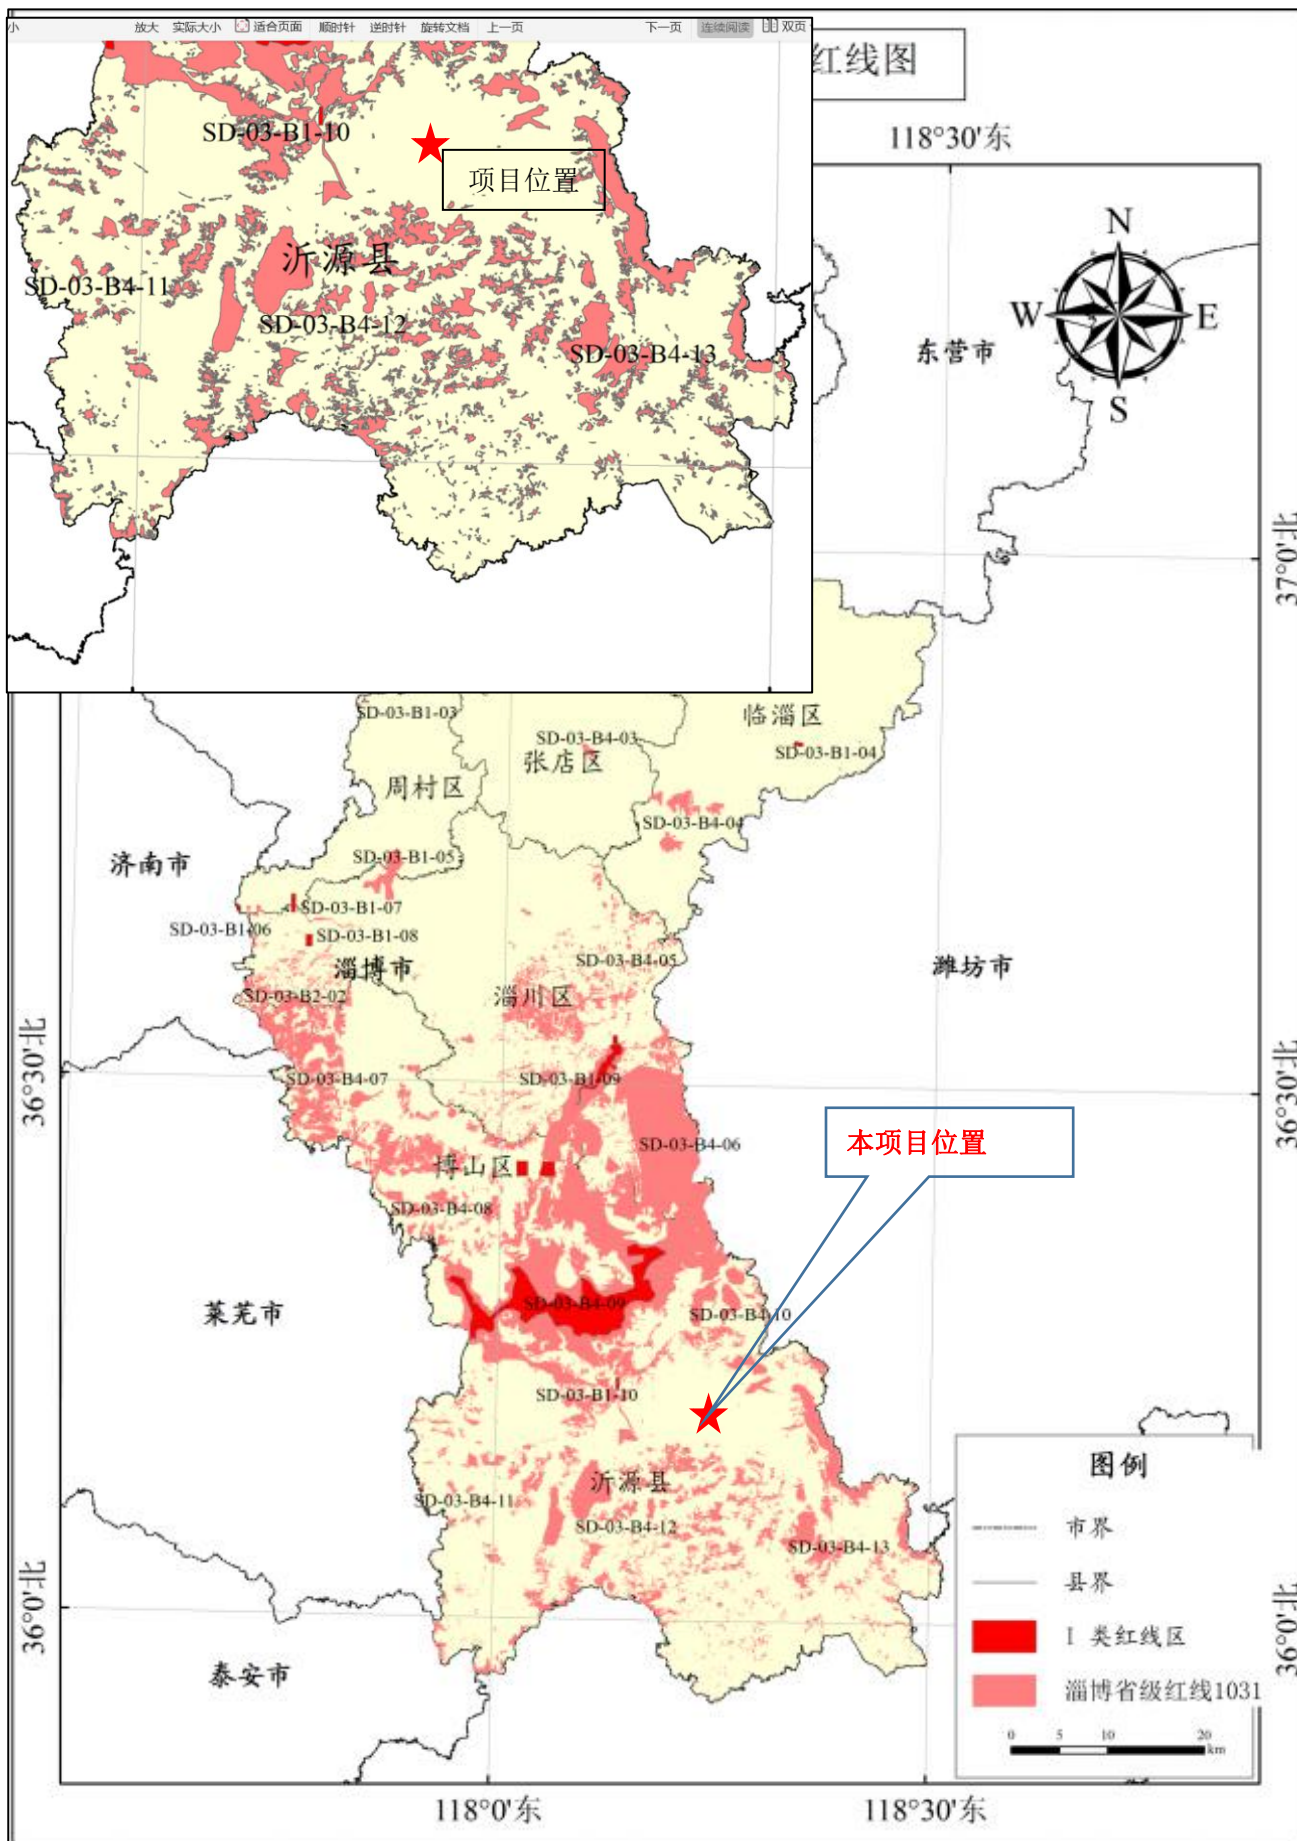 小 放大 实际大小 适合页面 顺时针 逆时针 旋转文档 上一页 下一页 连续阅读 双页
红线图
118°30'东
SD-03-B1-10
项目位置
沂源县
SD-03-B4-11
SD-03-B4-12
SD-03-B4-13
N
W
E
S
东营市
37°0'北
SD-03-B1-03
临淄区
SD-03-B4-03
SD-03-B1-04
张店区
周村区
SD-03-B4-04
济南市
SD-03-B1-05
SD-03-B1-07
SD-03-B1-06
SD-03-B1-08
淄博市
SD-03-B4-05
潍坊市
SD-03-B2-02
淄川区
36°30'北
36°30'北
SD-03-B4-07
SD-03-B1-09
本项目位置
SD-03-B4-06
博山区
SD-03-B4-08
莱芜市
SD-03-B4-09
SD-03-B4-10
SD-03-B1-10
沂源县
SD-03-B4-11
SD-03-B4-12
SD-03-B4-13
图例
市界
县界
I 类红线区
淄博省级红线1031
0 5 10 20
km
36°0'北
36°0'北
泰安市
118°0'东
118°30'东